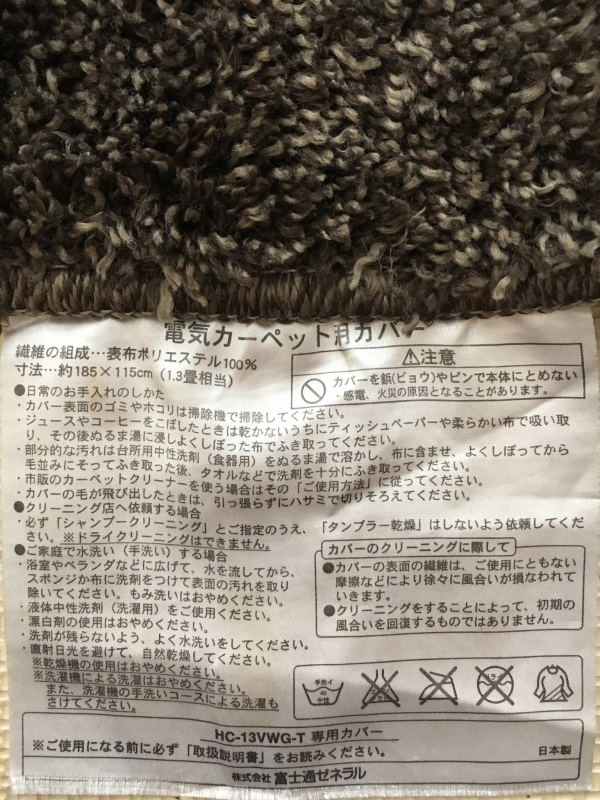 電気カーペット用カバー
繊維の組成…表布ポリエステル100%
寸法…約185×115cm（1.3畳相当）
⚠注意
カバーを鋲(ビョウ)やピンで本体にとめない
・感電、火災の原因となることがあります。
●日常のお手入れのしかた
・カバー表面のゴミやホコリは掃除機で掃除してください。
・ジュースやコーヒーをこぼしたときは乾かないうちにティッシュペーパーや柔らかい布で吸い取
り、その後ぬるま湯に浸しよくしぼった布でふき取ってください。
・部分的な汚れは台所用中性洗剤（食器用）をぬるま湯で溶かし、布に含ませ、よくしぼってから
毛並みにそってふき取った後、タオルなどで洗剤を十分にふき取ってください。
・市販のカーペットクリーナーを使う場合はその「ご使用方法」に従ってください。
・カバーの毛が飛び出したときは、引っ張らずにハサミで切りそろえてください。
●クリーニング店へ依頼する場合
・必ず「シャンプークリーニング」とご指定のうえ、「タンブラー乾燥」はしないよう依頼してくだ
さい。※ドライクリーニングはできません。
●ご家庭で水洗い（手洗い）する場合
・浴室やベランダなどに広げて、水を流してから、
スポンジか布に洗剤をつけて表面の汚れを取り
除いてください。もみ洗いはおやめください。
・液体中性洗剤（洗濯用）をご使用ください。
・漂白剤の使用はおやめください。
・洗剤が残らないよう、よく水洗いをしてください。
・直射日光を避けて、自然乾燥してください。
※乾燥機の使用はおやめください。
※洗濯機による洗濯はおやめください。
また、洗濯機の手洗いコースによる洗濯も
さけてください。
カバーのクリーニングに際して
●カバーの表面の繊維は、ご使用にともない
摩擦などにより徐々に風合いが損なわれて
いきます。
●クリーニングをすることによって、初期の
風合いを回復するものではありません。
手洗イ
40
中性
エンソ
サラシ
ドライ
HC-13VWG-T 専用カバー
※ご使用になる前に必ず「取扱説明書」をお読みください。
日本製
株式会社 富士通ゼネラル